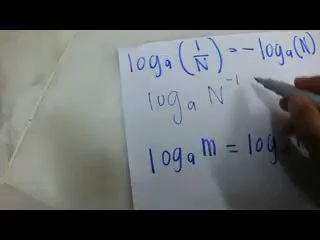 logₐ(1/N) = -logₐ(N)
logₐ N⁻¹
logₐ m = log